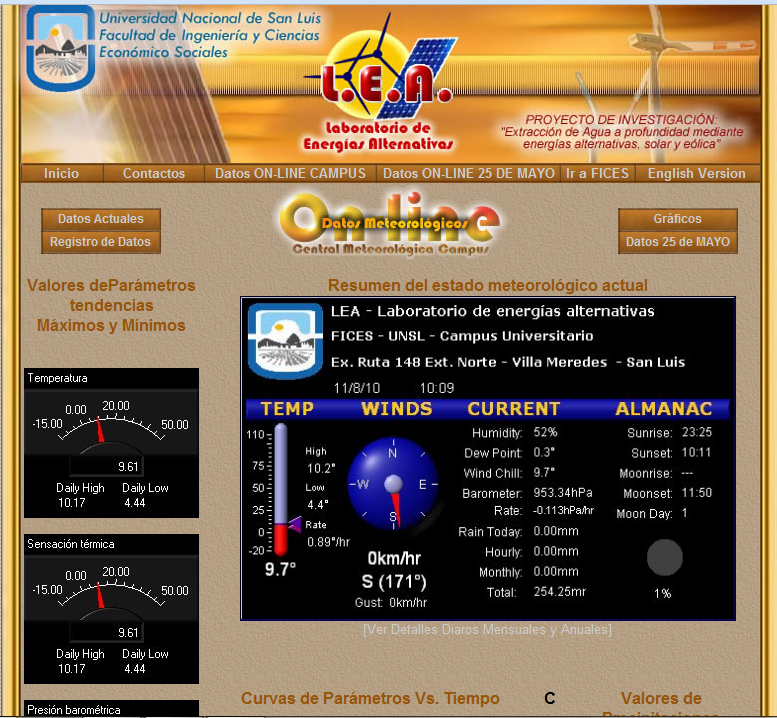 Universidad Nacional de San Luis
Facultad de Ingeniería y Ciencias
Económico Sociales
L.E.A.
Laboratorio de
Energías Alternativas
PROYECTO DE INVESTIGACIÓN:
"Extracción de Agua a profundidad mediante
energías alternativas, solar y eólica"
Inicio Contactos Datos ON-LINE CAMPUS Datos ON-LINE 25 DE MAYO Ir a FICES English Version
Datos Actuales
Registro de Datos
On-line
Datos Meteorológicos
Central Meteorológica Campus
Gráficos
Datos 25 de MAYO
Valores deParámetros
tendencias
Máximos y Mínimos
Temperatura
-15.00 0.00 20.00 50.00
9.61
Daily High Daily Low
10.17 4.44
Sensación térmica
-15.00 0.00 20.00 50.00
9.61
Daily High Daily Low
10.17 4.44
Presión barométrica
Resumen del estado meteorológico actual
LEA - Laboratorio de energías alternativas
FICES - UNSL - Campus Universitario
Ex. Ruta 148 Ext. Norte - Villa Meredes - San Luis
11/8/10 10:09
TEMP WINDS CURRENT ALMANAC
110
75
50
25
0
-20
High
10.2°
Low
4.4°
Rate
0.89°/hr
9.7°
N
W E
S
0km/hr
S (171°)
Gust: 0km/hr
Humidity: 52%
Dew Point: 0.3°
Wind Chill: 9.7°
Barometer: 953.34hPa
Rate: -0.113hPa/hr
Rain Today: 0.00mm
Hourly: 0.00mm
Monthly: 0.00mm
Total: 254.25mr
Sunrise: 23:25
Sunset: 10:11
Moonrise: ---
Moonset: 11:50
Moon Day: 1
1%
[Ver Detalles Diaros Mensuales y Anuales]
Curvas de Parámetros Vs. Tiempo C Valores de
Precipitaciones